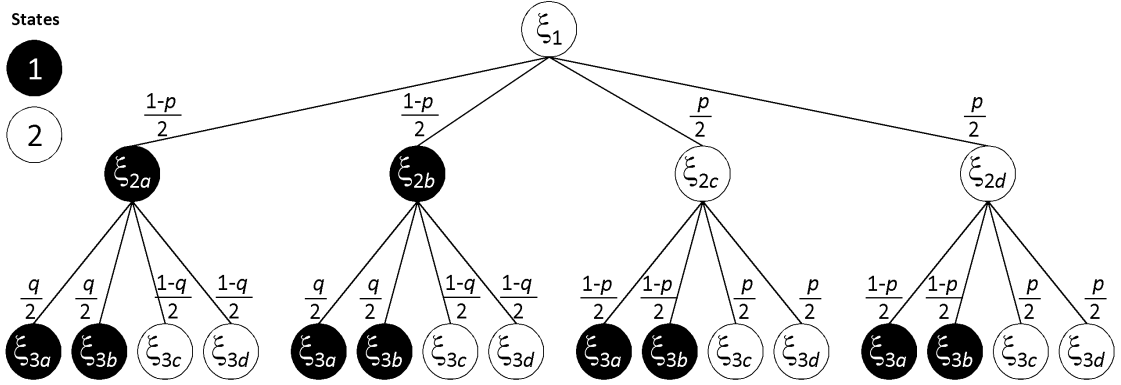 States
1
2
ξ1
1-p/2 1-p/2 p/2 p/2
ξ2a ξ2b ξ2c ξ2d
q/2 q/2 1-q/2 1-q/2 q/2 q/2 1-q/2 1-q/2 1-p/2 1-p/2 p/2 p/2 1-p/2 1-p/2 p/2 p/2
ξ3a ξ3b ξ3c ξ3d ξ3a ξ3b ξ3c ξ3d ξ3a ξ3b ξ3c ξ3d ξ3a ξ3b ξ3c ξ3d